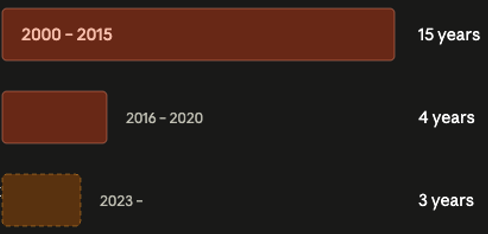 2000 – 2015 15 years
2016 – 2020 4 years
2023 – 3 years